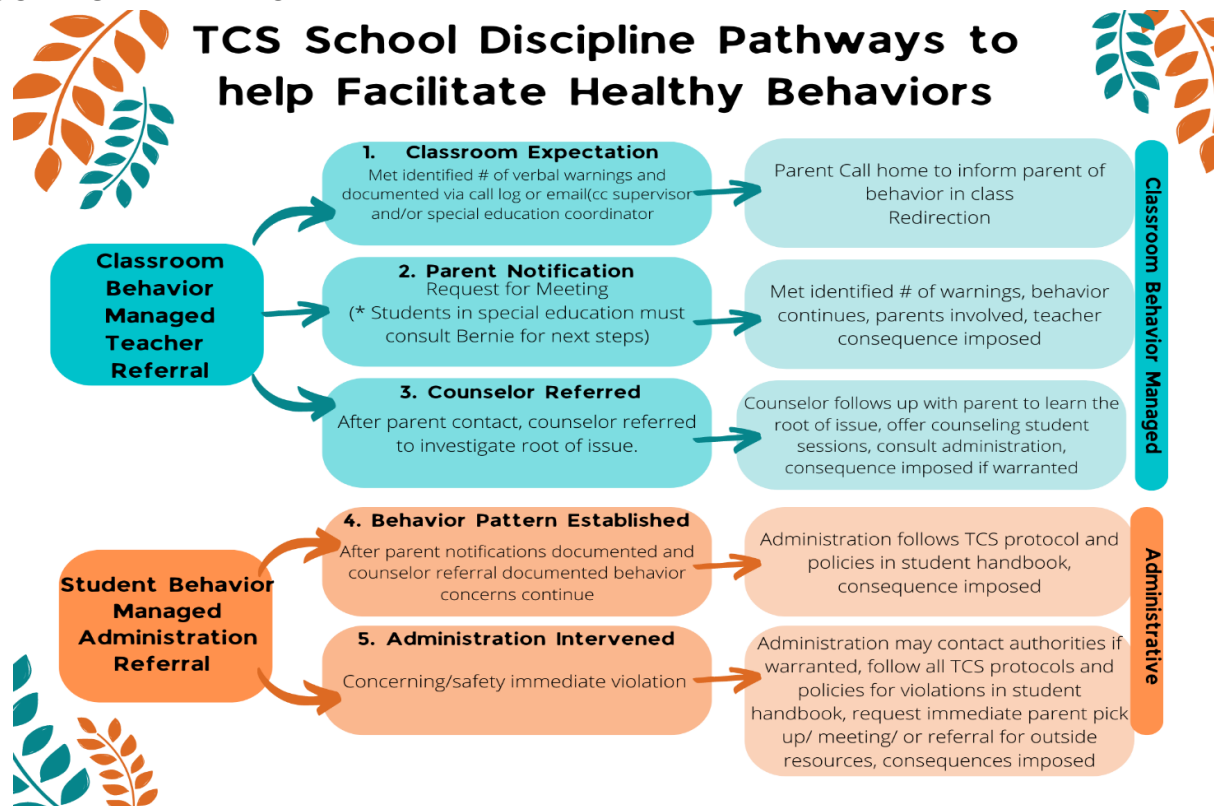 TCS School Discipline Pathways to
help Facilitate Healthy Behaviors
Classroom
Behavior
Managed
Teacher
Referral
1. Classroom Expectation
Met identified # of verbal warnings and
documented via call log or email(cc supervisor
and/or special education coordinator
Parent Call home to inform parent of
behavior in class
Redirection
2. Parent Notification
Request for Meeting
(* Students in special education must
consult Bernie for next steps)
Met identified # of warnings, behavior
continues, parents involved, teacher
consequence imposed
3. Counselor Referred
After parent contact, counselor referred
to investigate root of issue.
Counselor follows up with parent to learn the
root of issue, offer counseling student
sessions, consult administration,
consequence imposed if warranted
Classroom Behavior Managed
Student Behavior
Managed
Administration
Referral
4. Behavior Pattern Established
After parent notifications documented and
counselor referral documented behavior
concerns continue
Administration follows TCS protocol and
policies in student handbook,
consequence imposed
5. Administration Intervened
Concerning/safety immediate violation
Administration may contact authorities if
warranted, follow all TCS protocols and
policies for violations in student
handbook, request immediate parent pick
up/ meeting/ or referral for outside
resources, consequences imposed
Administrative